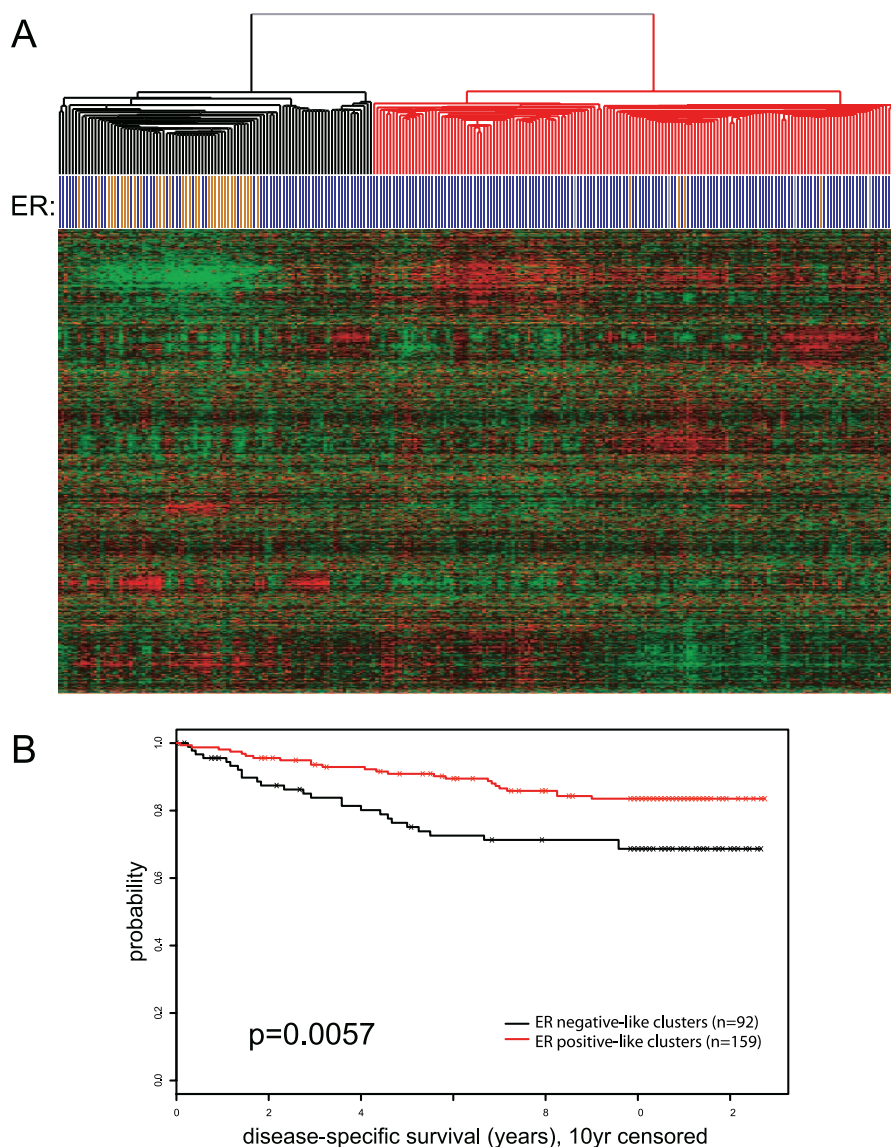 A
ER:
B
1.0
0.8
0.6
0.4
0.2
0.0
probability
p=0.0057
ER negative-like clusters (n=92)
ER positive-like clusters (n=159)
0 2 4 8 0 2
disease-specific survival (years), 10yr censored